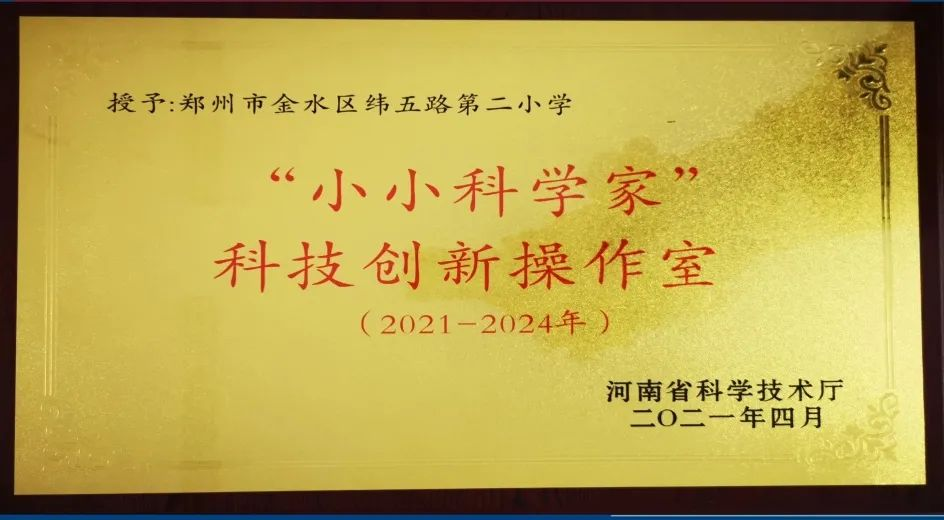 授予:郑州市金水区纬五路第二小学
“小小科学家”
科技创新操作室
(2021-2024年)
河南省科学技术厅
二〇二一年四月